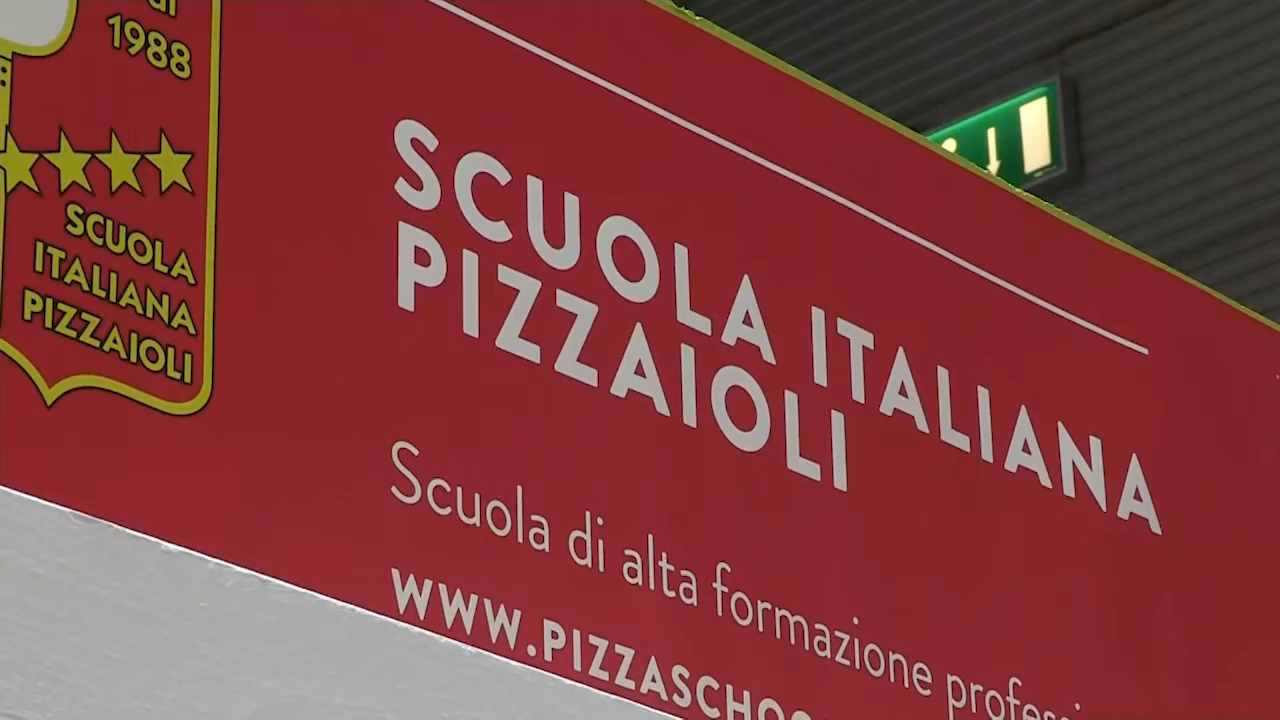 1988
SCUOLA
ITALIANA
PIZZAIOLI
SCUOLA ITALIANA
PIZZAIOLI
Scuola di alta formazione